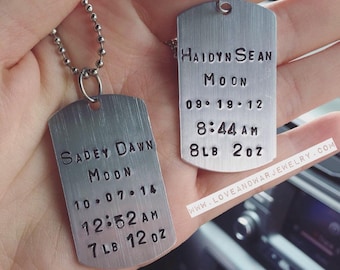 Sadey Dawn
Moon
10·07·14
12:52am
7lb 12oz
Haidyn Sean
Moon
09·19·12
8:44am
8lb 2oz
www.loveandwarjewelry.com